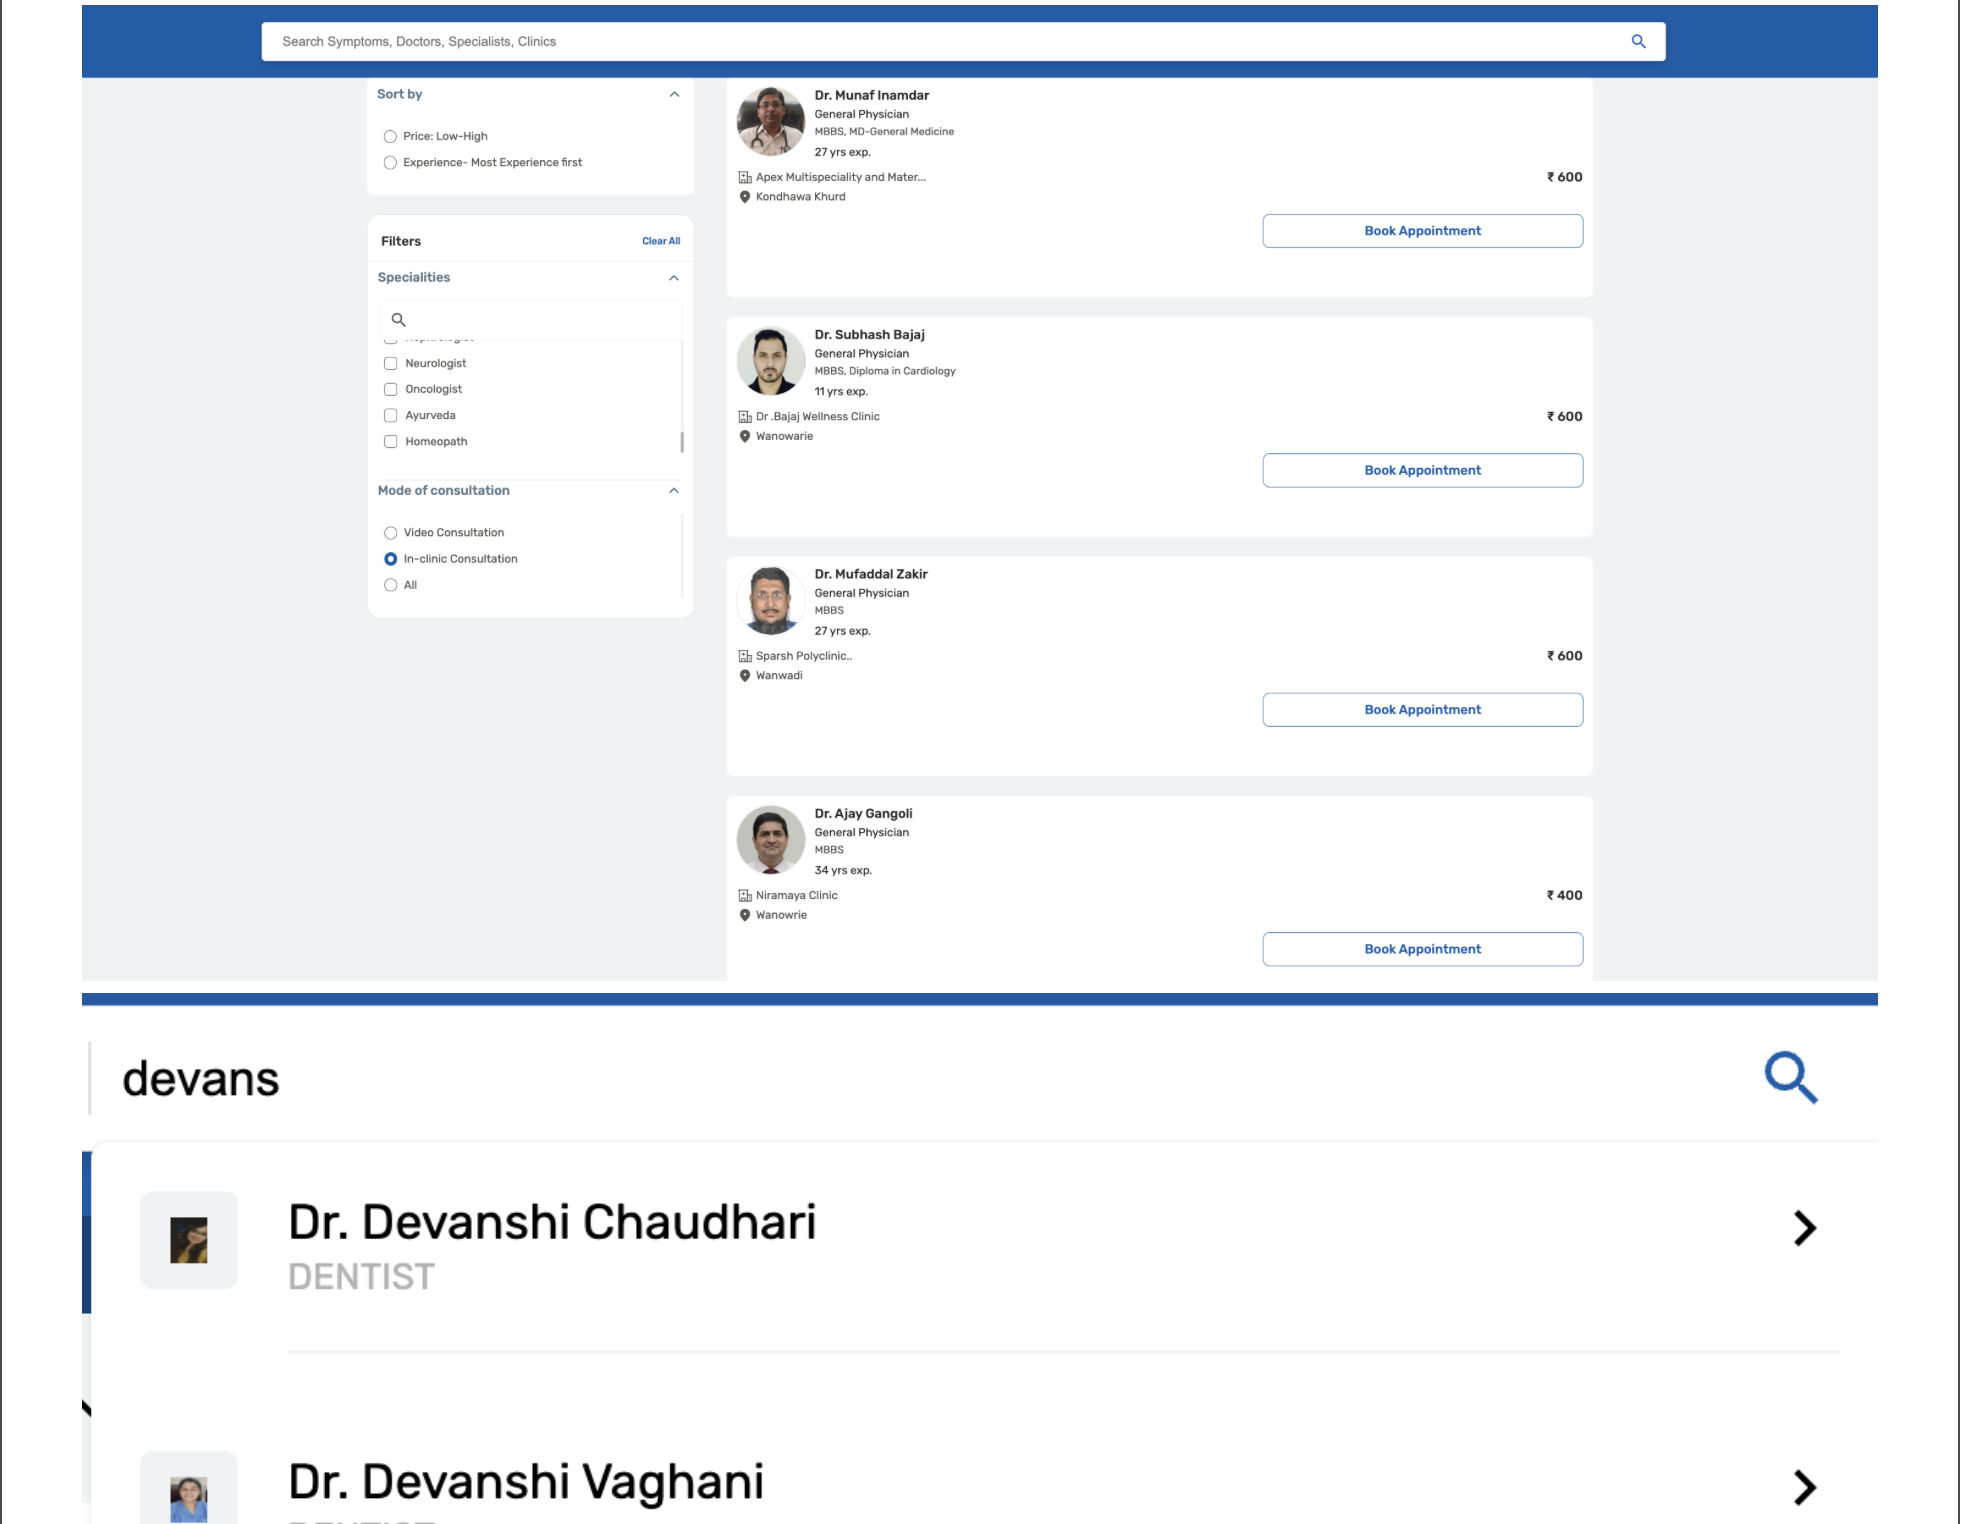 Search Symptoms, Doctors, Specialists, Clinics
Sort by
Price: Low-High
Experience- Most Experience first
Filters
Clear All
Specialities
Neurologist
Oncologist
Ayurveda
Homeopath
Mode of consultation
Video Consultation
In-clinic Consultation
All
Dr. Munaf Inamdar
General Physician
MBBS, MD-General Medicine
27 yrs exp.
Apex Multispeciality and Mater...
₹ 600
Kondhawa Khurd
Book Appointment
Dr. Subhash Bajaj
General Physician
MBBS, Diploma in Cardiology
11 yrs exp.
Dr .Bajaj Wellness Clinic
₹ 600
Wanowarie
Book Appointment
Dr. Mufaddal Zakir
General Physician
MBBS
27 yrs exp.
Sparsh Polyclinic..
₹ 600
Wanwadi
Book Appointment
Dr. Ajay Gangoli
General Physician
MBBS
34 yrs exp.
Niramaya Clinic
₹ 400
Wanowrie
Book Appointment
devans
Dr. Devanshi Chaudhari
DENTIST
Dr. Devanshi Vaghani